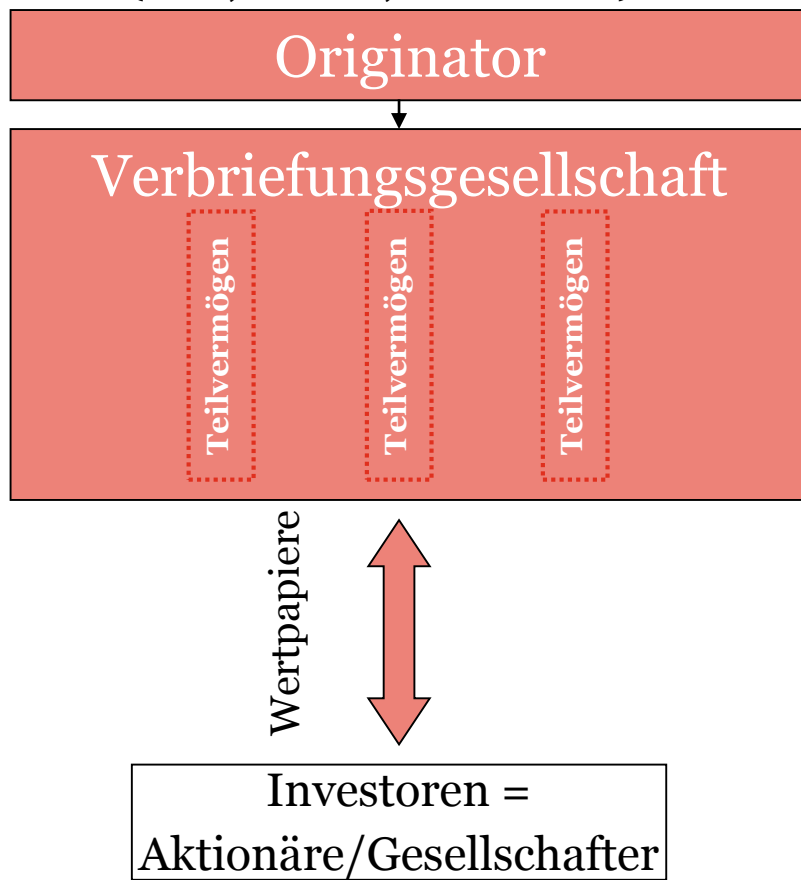 Originator
Verbriefungsgesellschaft
Teilvermögen
Teilvermögen
Teilvermögen
Wertpapiere
Investoren =
Aktionäre/Gesellschafter